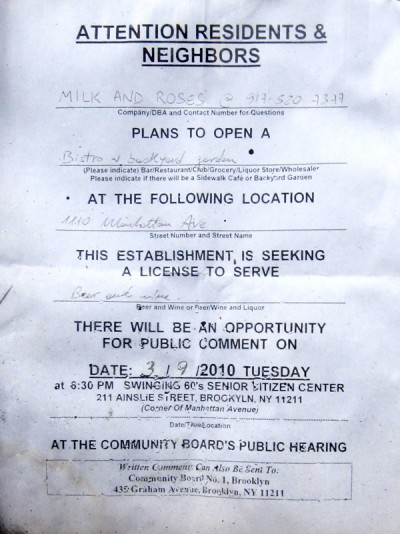 ATTENTION RESIDENTS &
NEIGHBORS
MILK AND ROSES @ 917-520 7377
Company/DBA and Contact Number for Questions
PLANS TO OPEN A
Bistro w backyard garden
(Please indicate) Bar/Restaurant/Club/Grocery/Liquor Store/Wholesaler
Please indicate if there will be a Sidewalk Café or Backyard Garden
AT THE FOLLOWING LOCATION
1110 Manhattan Ave
Street Number and Street Name
THIS ESTABLISHMENT IS SEEKING
A LICENSE TO SERVE
Beer and wine.
Beer and Wine or Beer/Wine and Liquor
THERE WILL BE AN OPPORTUNITY
FOR PUBLIC COMMENT ON
DATE: 3/9/2010 TUESDAY
at 6:30 PM SWINGING 60's SENIOR CITIZEN CENTER
211 AINSLIE STREET, BROCKYLN, NY 11211
(Corner Of Manhattan Avenue)
Date/Time/Location
AT THE COMMUNITY BOARD'S PUBLIC HEARING
Written Comments Can Also Be Sent To:
Community Board No. 1, Brooklyn
435 Graham Avenue, Brooklyn, NY 11211